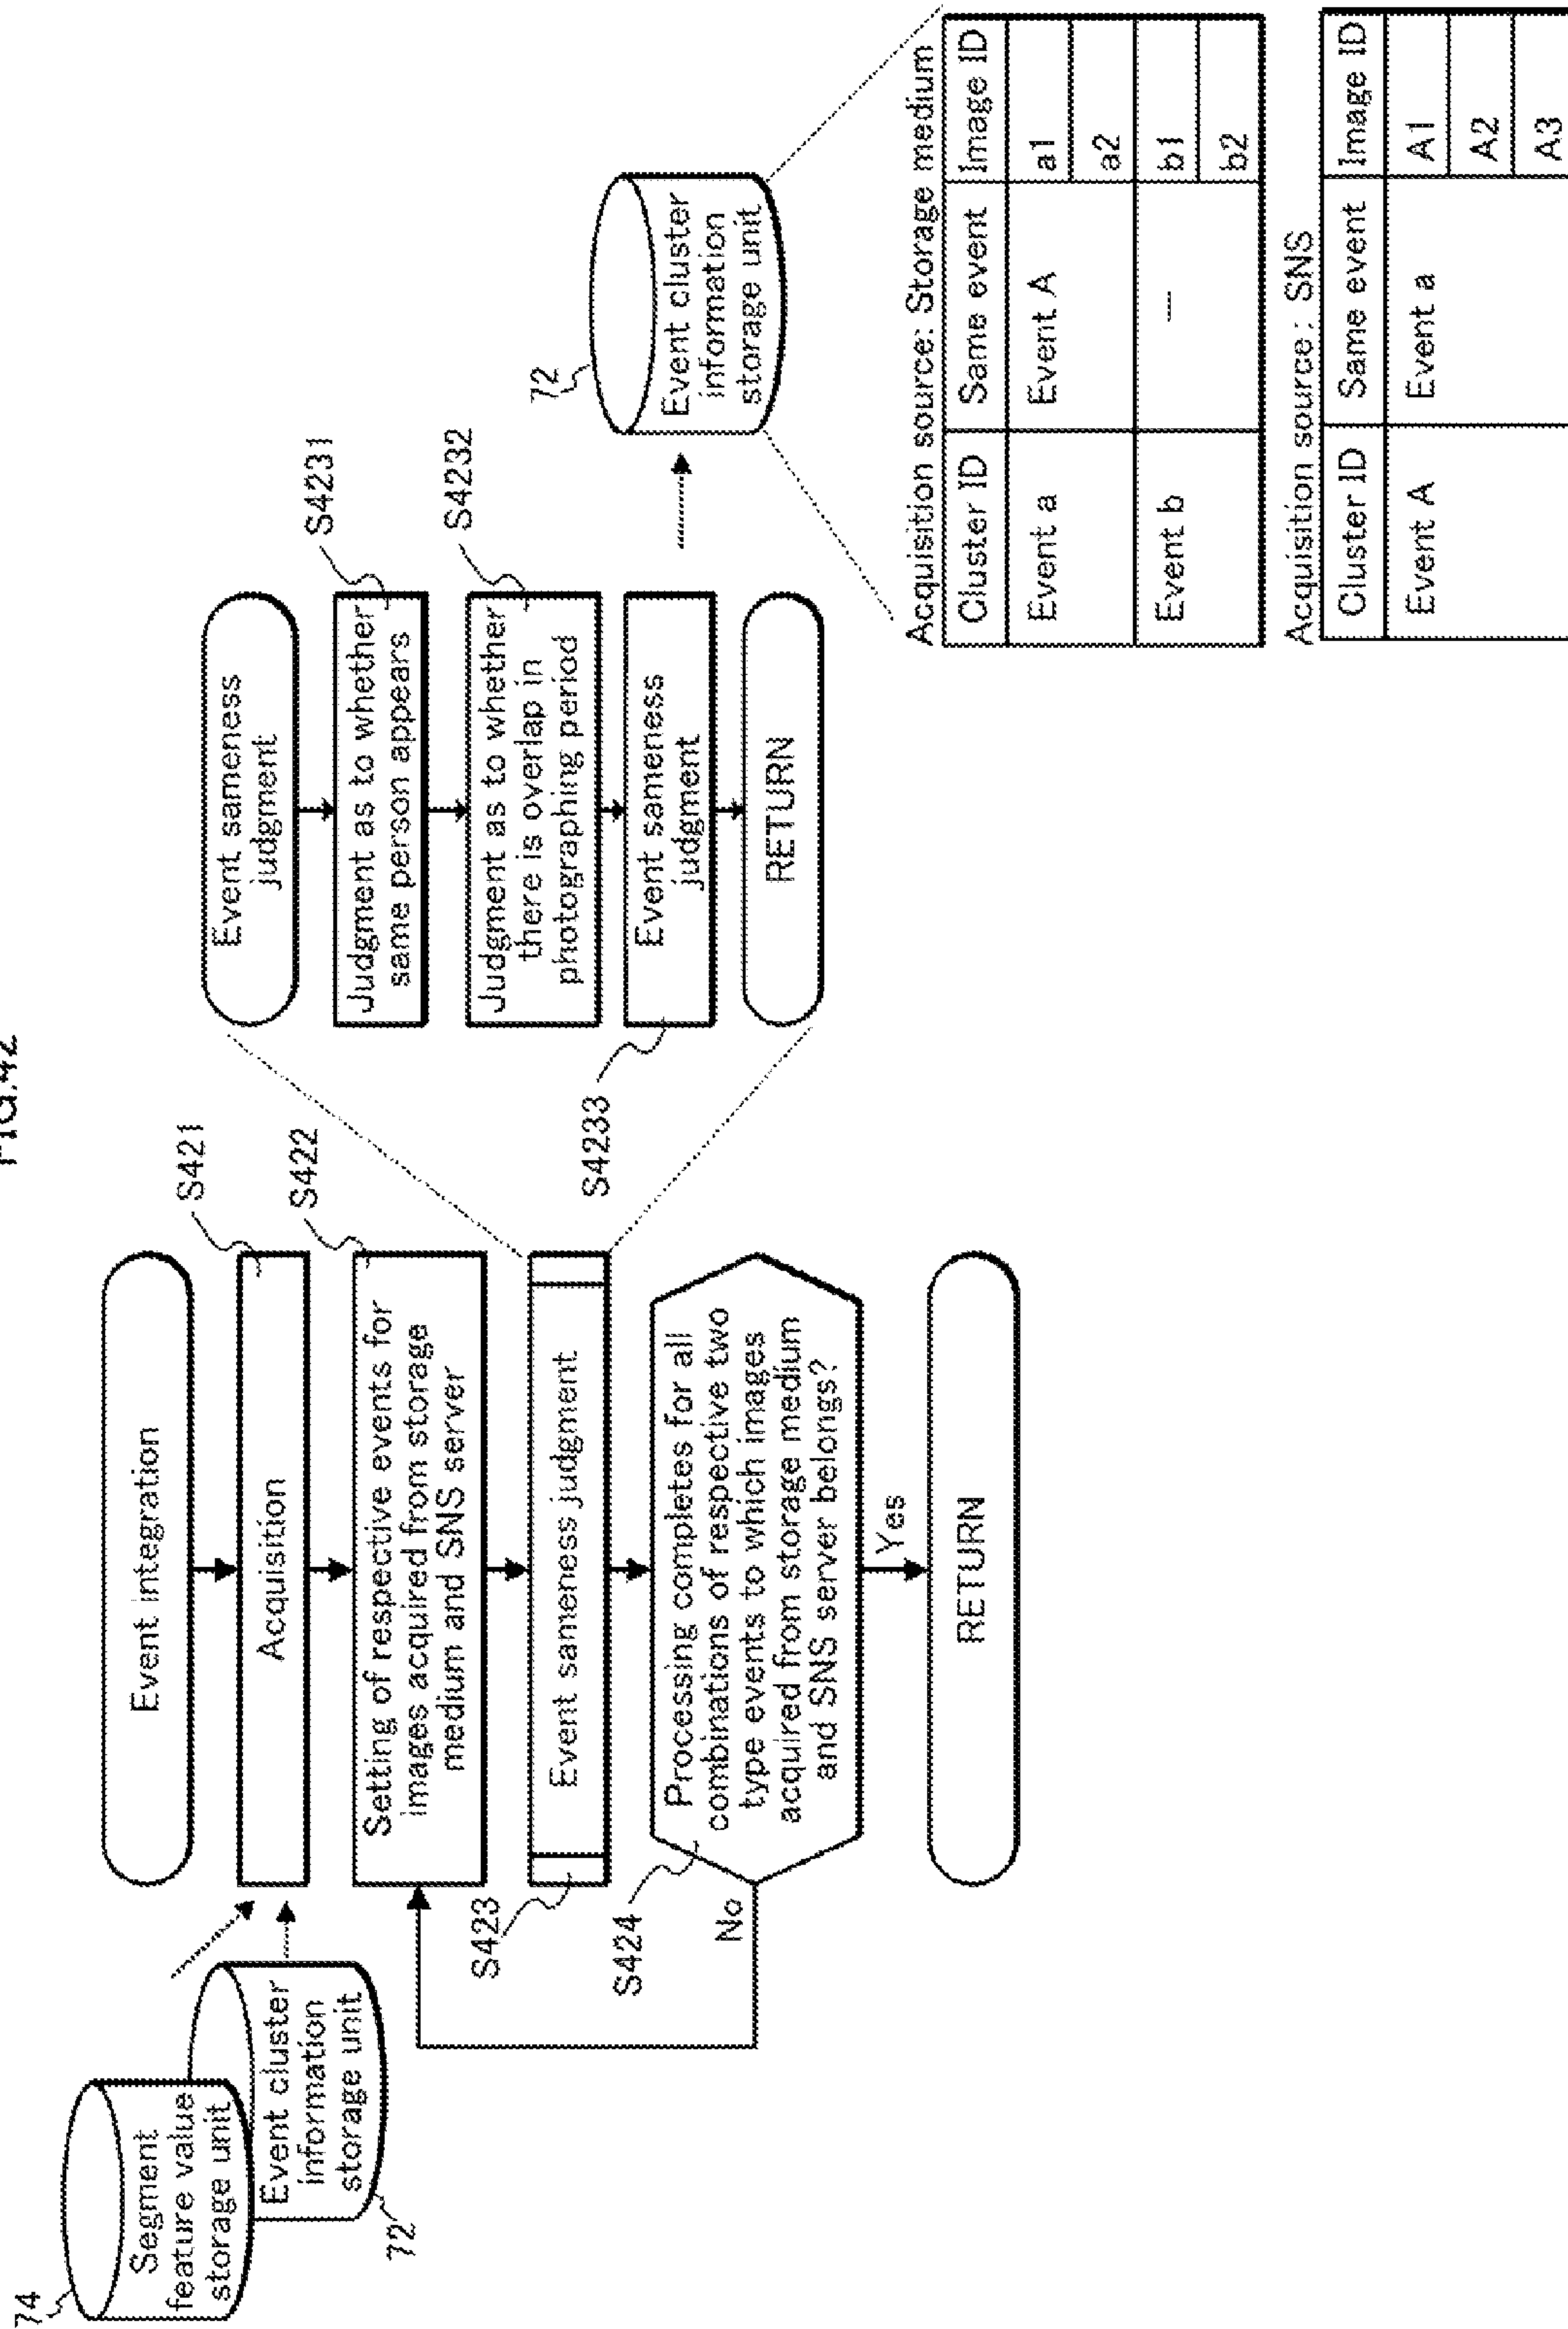 FIG.42
74
Segment
feature value
storage unit
Event cluster
information
storage unit
72
Event integration
S421
Acquisition
S422
Setting of respective events for
images acquired from storage
medium and SNS server
S423
Event sameness judgment
S424
Processing completes for all
combinations of respective two
type events to which images
acquired from storage medium
and SNS server belongs?
No
Yes
RETURN
Event sameness
judgment
S4231
Judgment as to whether
same person appears
S4232
Judgment as to whether
there is overlap in
photographing period
S4233
Event sameness
judgment
RETURN
72
Event cluster
information
storage unit
Acquisition source: Storage medium
Cluster ID Same event Image ID
Event a Event A a1
a2
Event b — b1
b2
Acquisition source: SNS
Cluster ID Same event Image ID
Event A Event a A1
A2
A3